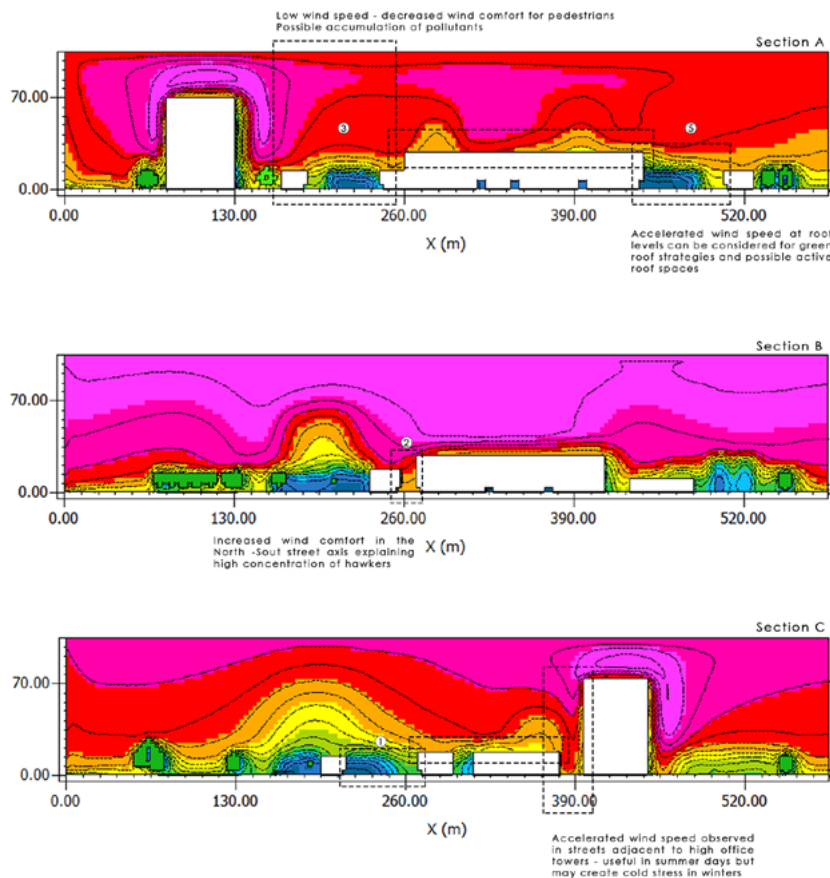 Low wind speed - decreased wind comfort for pedestrians
Possible accumulation of pollutants
Section A
70.00
3
5
0.00
0.00 130.00 260.00 390.00 520.00
X (m)
Accelerated wind speed at roof
levels can be considered for green
roof strategies and possible active
roof spaces
Section B
70.00
2
0.00
0.00 130.00 260.00 390.00 520.00
X (m)
Increased wind comfort in the
North -Sout street axis explaining
high concentration of hawkers
Section C
70.00
1
0.00
0.00 130.00 260.00 390.00 520.00
X (m)
Accelerated wind speed observed
in streets adjacent to high office
towers - useful in summer days but
may create cold stress in winters